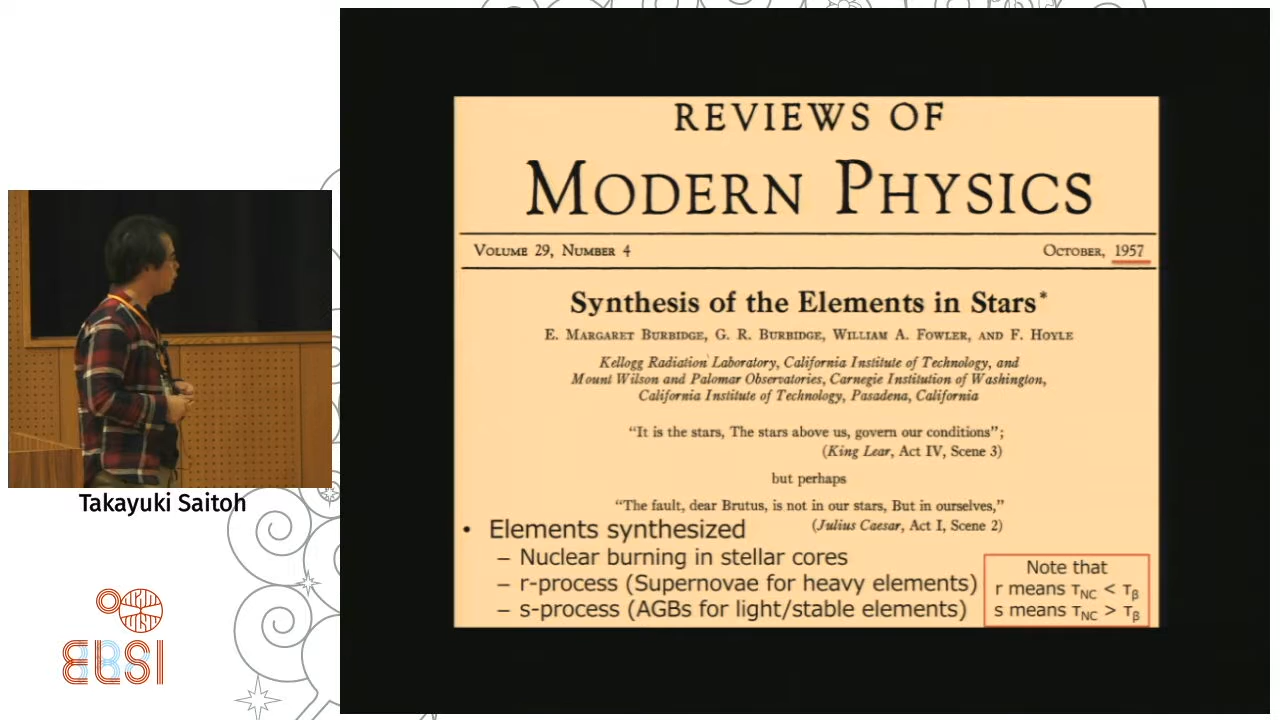 REVIEWS OF
MODERN PHYSICS
VOLUME 29, NUMBER 4
OCTOBER, 1957
Synthesis of the Elements in Stars*
E. MARGARET BURBIDGE, G. R. BURBIDGE, WILLIAM A. FOWLER, AND F. HOYLE
Kellogg Radiation Laboratory, California Institute of Technology, and
Mount Wilson and Palomar Observatories, Carnegie Institution of Washington,
California Institute of Technology, Pasadena, California
“It is the stars, The stars above us, govern our conditions”;
(King Lear, Act IV, Scene 3)
but perhaps
“The fault, dear Brutus, is not in our stars, But in ourselves,”
(Julius Caesar, Act I, Scene 2)
• Elements synthesized
– Nuclear burning in stellar cores
– r-process (Supernovae for heavy elements)
– s-process (AGBs for light/stable elements)
Note that
r means τNC < τβ
s means τNC > τβ
Takayuki Saitoh
ELSI